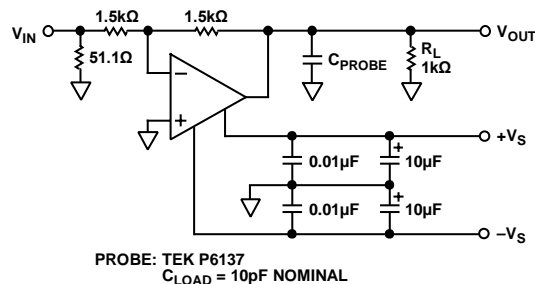 1.5kΩ 1.5kΩ
VIN VOUT
51.1Ω
CPROBE
RL
1kΩ
−
+
+VS
+
0.01µF 10µF
+
0.01µF 10µF
−VS
PROBE: TEK P6137
CLOAD = 10pF NOMINAL